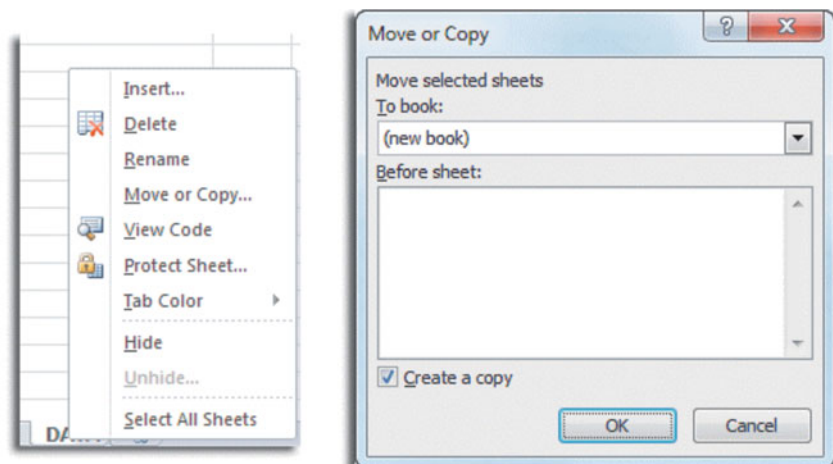 Insert...
Delete
Rename
Move or Copy...
View Code
Protect Sheet...
Tab Color
Hide
Unhide...
Select All Sheets
Move or Copy
Move selected sheets
To book:
(new book)
Before sheet:
Create a copy
OK
Cancel